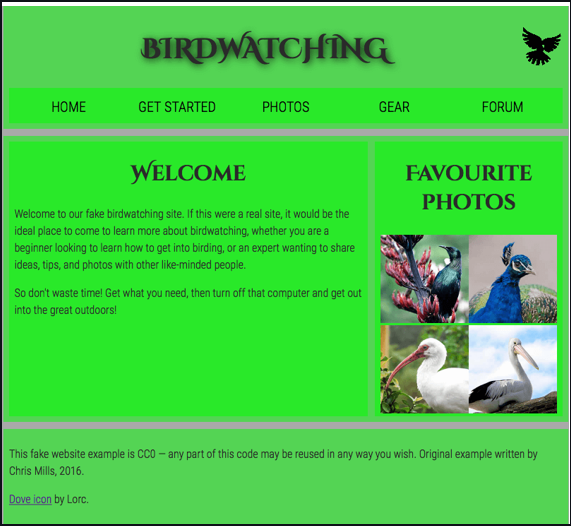 BIRDWATCHING
HOME GET STARTED PHOTOS GEAR FORUM
WELCOME
Welcome to our fake birdwatching site. If this were a real site, it would be the
ideal place to come to learn more about birdwatching, whether you are a
beginner looking to learn how to get into birding, or an expert wanting to share
ideas, tips, and photos with other like-minded people.
So don't waste time! Get what you need, then turn off that computer and get out
into the great outdoors!
FAVOURITE
PHOTOS
This fake website example is CC0 — any part of this code may be reused in any way you wish. Original example written by
Chris Mills, 2016.
Dove icon by Lorc.